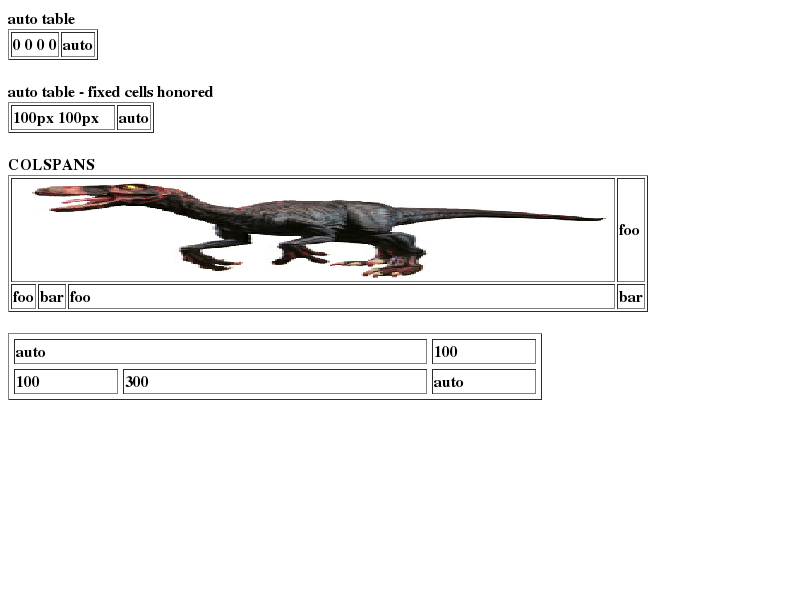 auto table
0 0 0 0 auto
auto table - fixed cells honored
100px 100px auto
COLSPANS
foo
foo bar foo bar
auto 100
100 300 auto